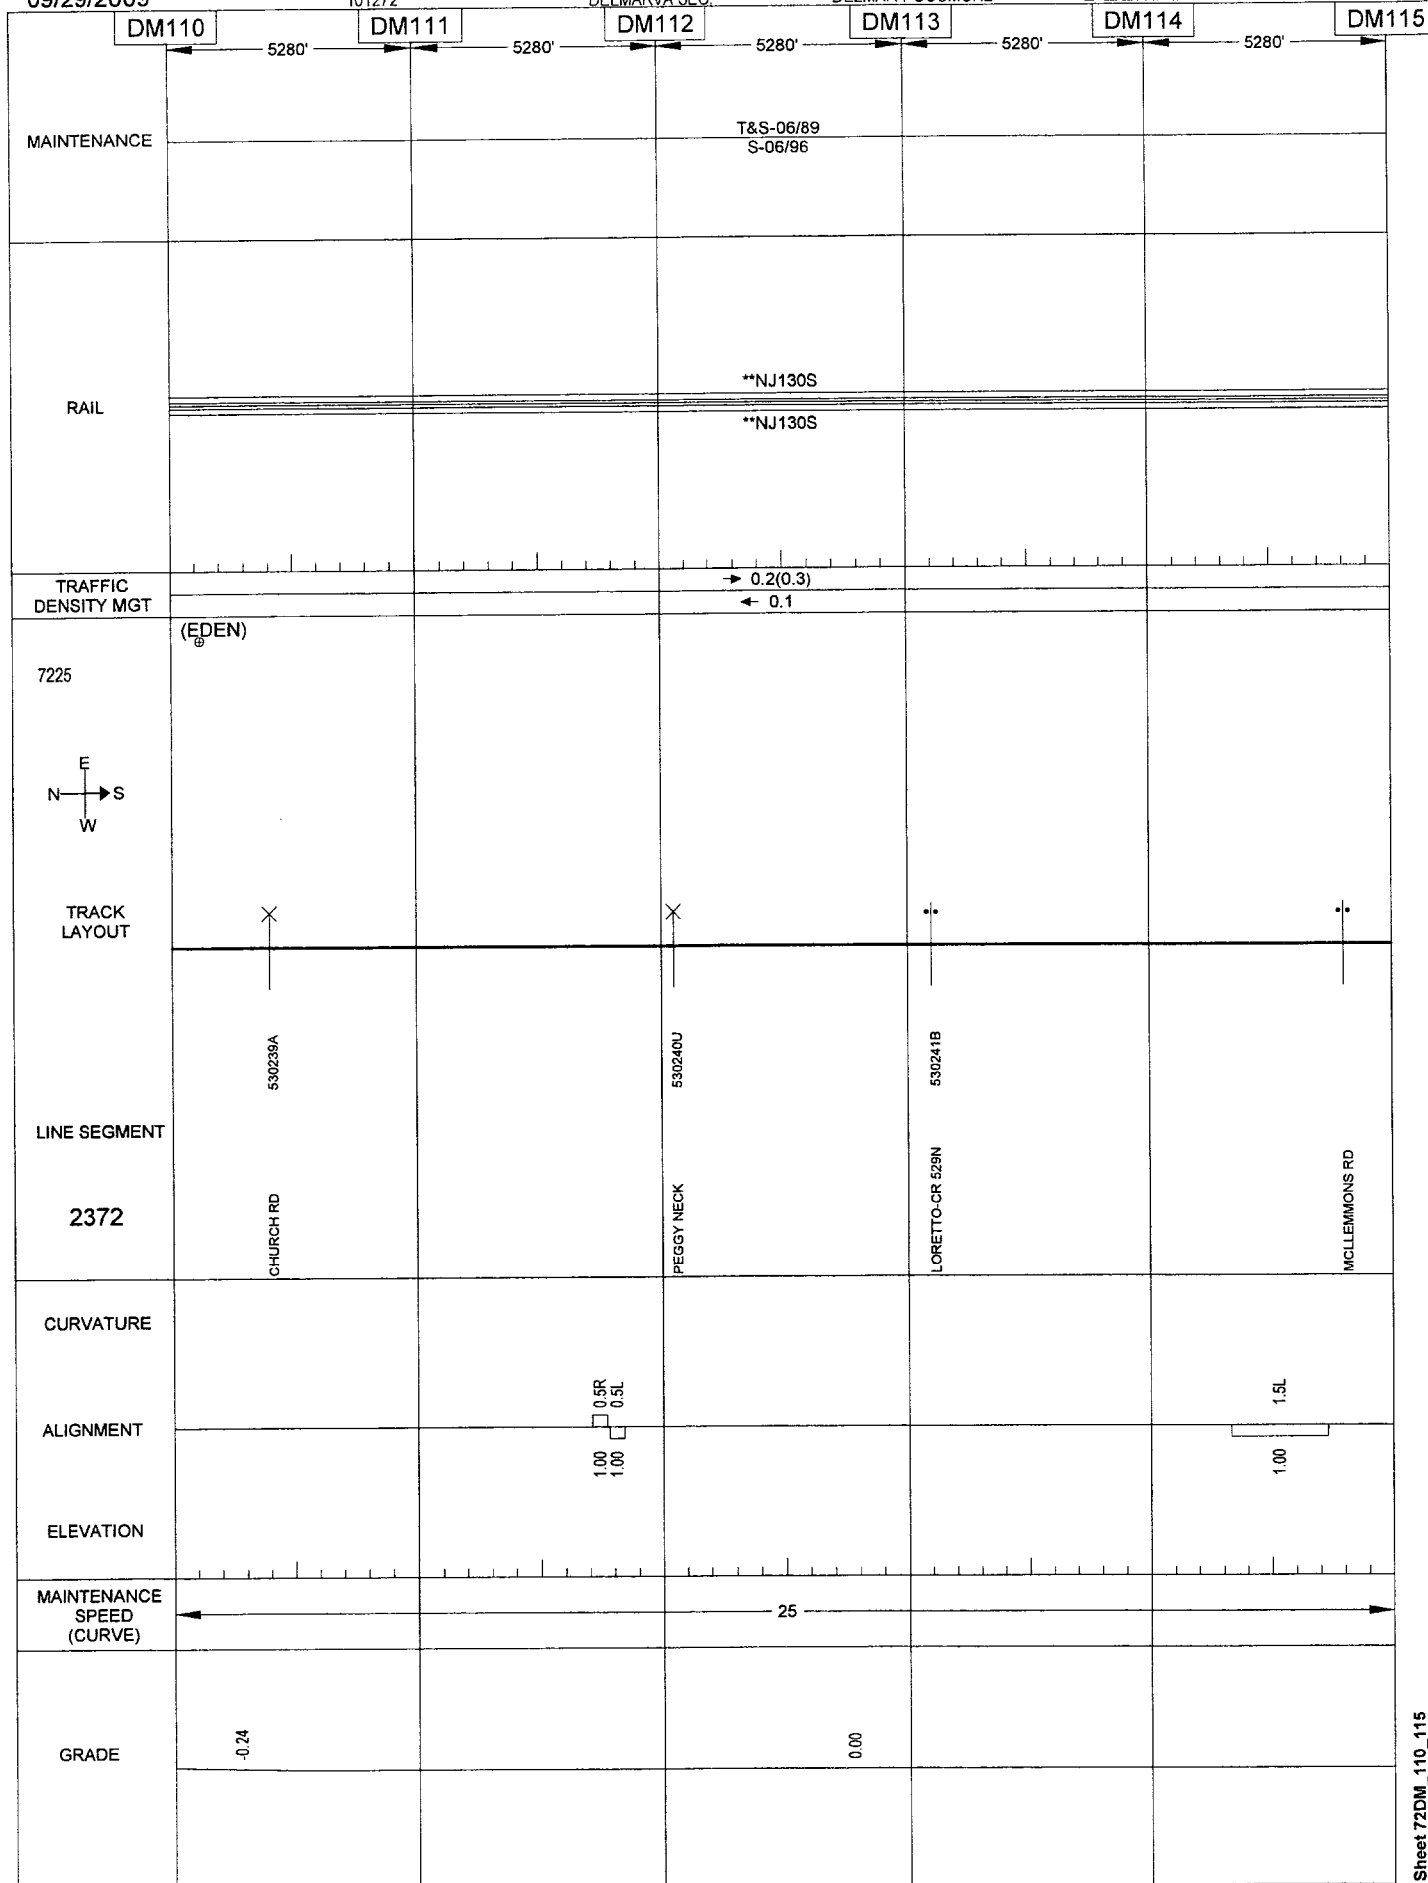 DM110 DM111 DM112 DM113 DM114 DM115
5280' 5280' 5280' 5280' 5280'
MAINTENANCE
T&S-06/89
S-06/96
RAIL
**NJ130S
**NJ130S
TRAFFIC
DENSITY MGT
→ 0.2(0.3)
← 0.1
(EDEN)
7225
E
N S
W
TRACK
LAYOUT
530239A
530240U
530241B
LINE SEGMENT
2372
CHURCH RD
PEGGY NECK
LORETTO-CR 529N
MCLLEMMONS RD
CURVATURE
0.5R
0.5L
1.5L
ALIGNMENT
1.00
1.00
1.00
ELEVATION
MAINTENANCE
SPEED
(CURVE)
25
GRADE
-0.24
0.00
Sheet 72DM_110_115